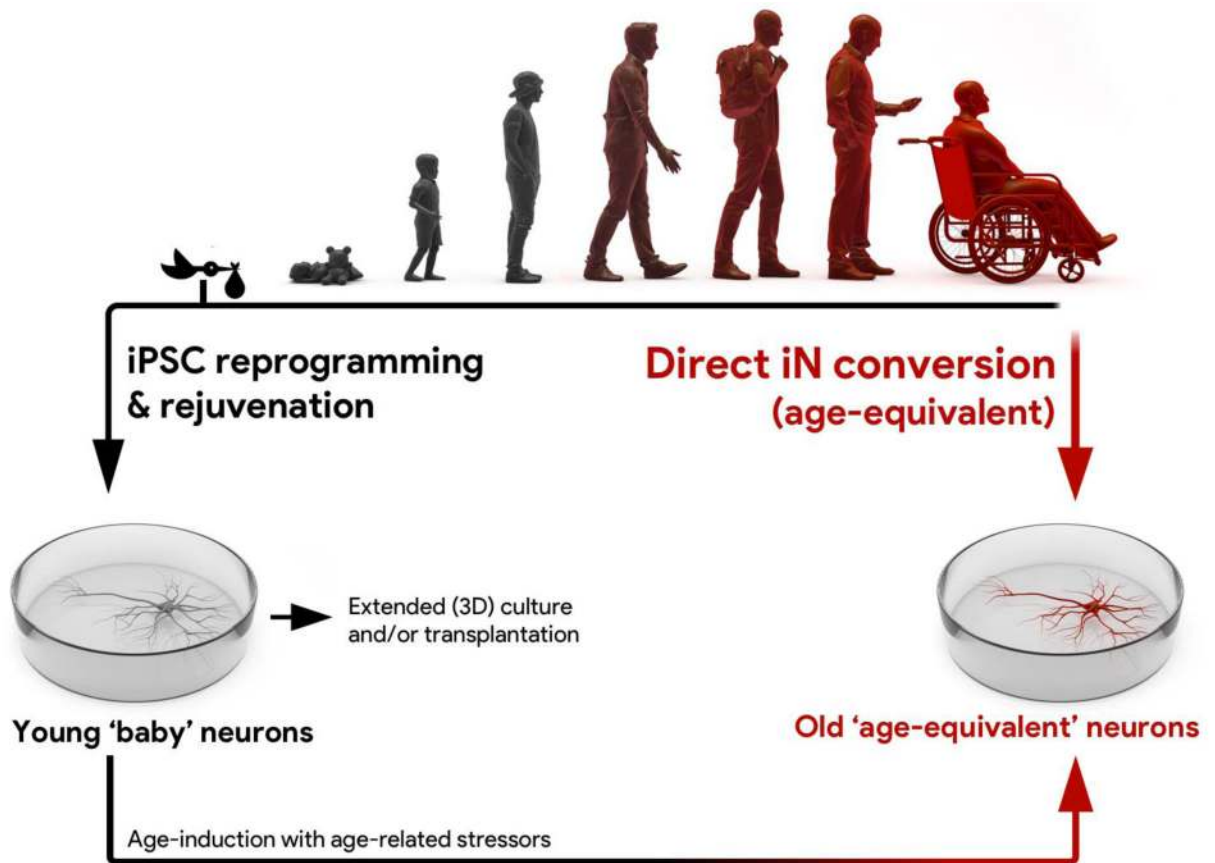 iPSC reprogramming
& rejuvenation
Direct iN conversion
(age-equivalent)
Extended (3D) culture
and/or transplantation
Young ‘baby’ neurons
Old ‘age-equivalent’ neurons
Age-induction with age-related stressors